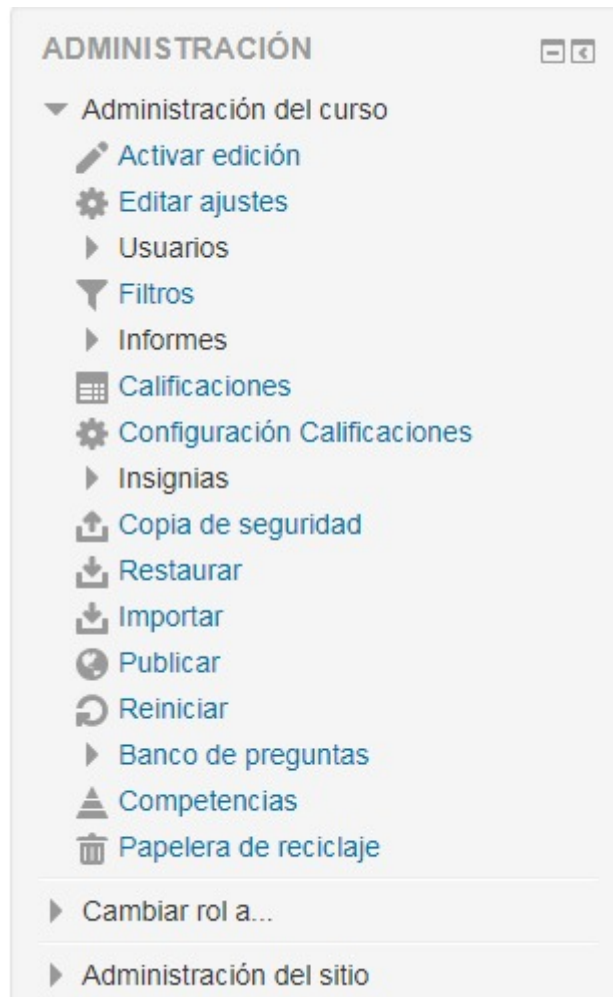 ADMINISTRACIÓN
Administración del curso
Activar edición
Editar ajustes
Usuarios
Filtros
Informes
Calificaciones
Configuración Calificaciones
Insignias
Copia de seguridad
Restaurar
Importar
Publicar
Reiniciar
Banco de preguntas
Competencias
Papelera de reciclaje
Cambiar rol a...
Administración del sitio